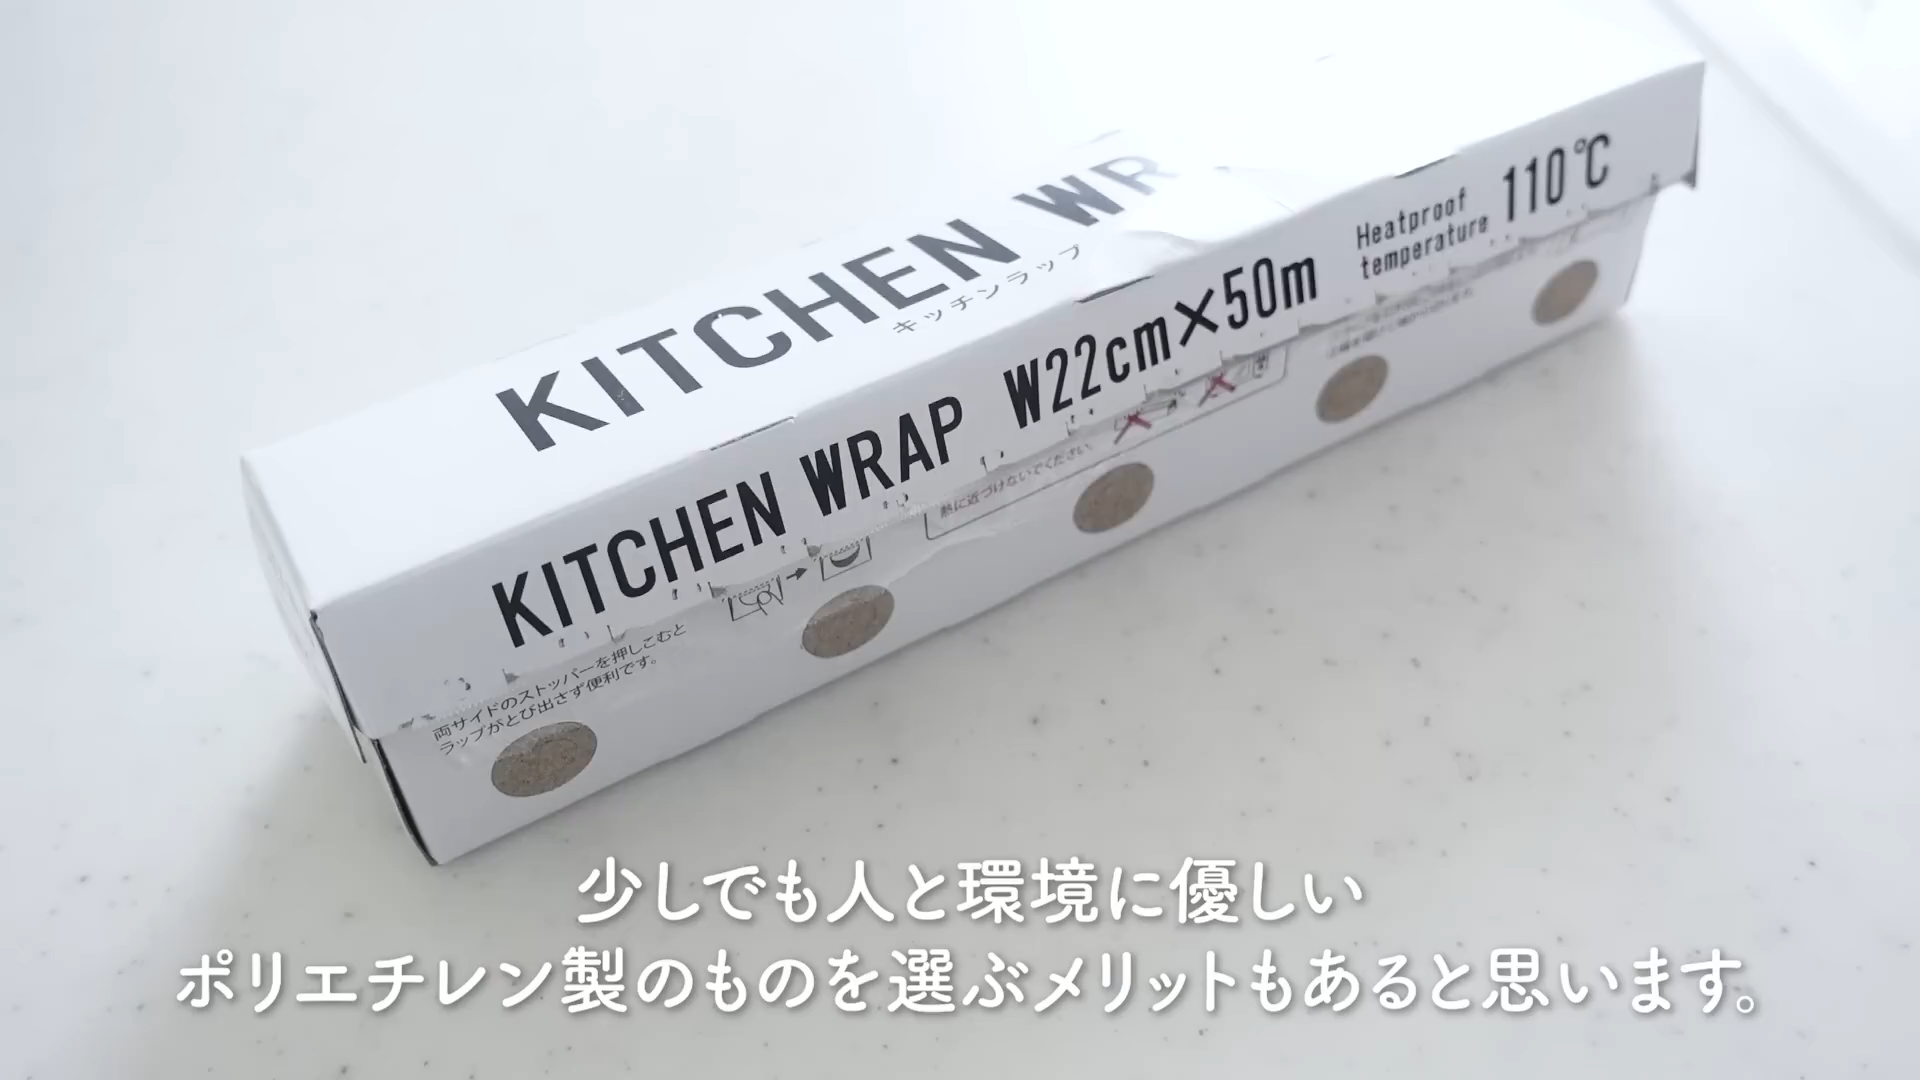 KITCHEN WR
キッチンラップ
KITCHEN WRAP W22cm×50m
Heatproof
temperature
110℃
熱に近づけないでください。
両サイドのストッパーを押しこむと
ラップがとび出さず便利です。
少しでも人と環境に優しい
ポリエチレン製のものを選ぶメリットもあると思います。